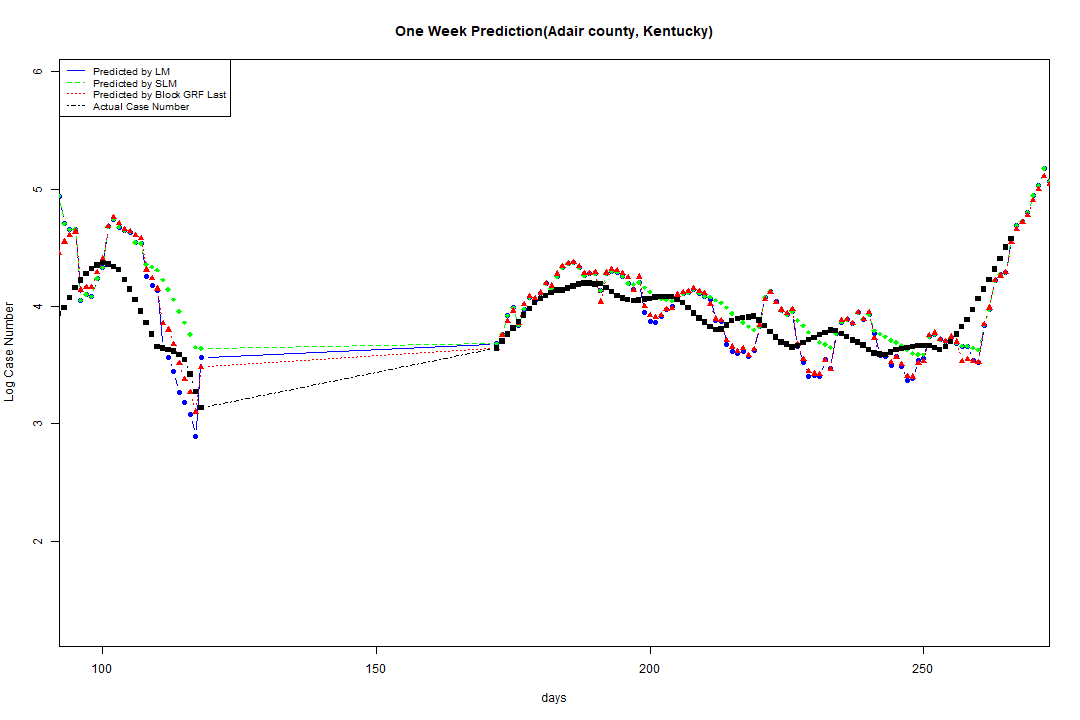 One Week Prediction(Adair county, Kentucky)
Predicted by LM
Predicted by SLM
Predicted by Block GRF Last
Actual Case Number
Log Case Number
6
5
4
3
2
100 150 200 250
days